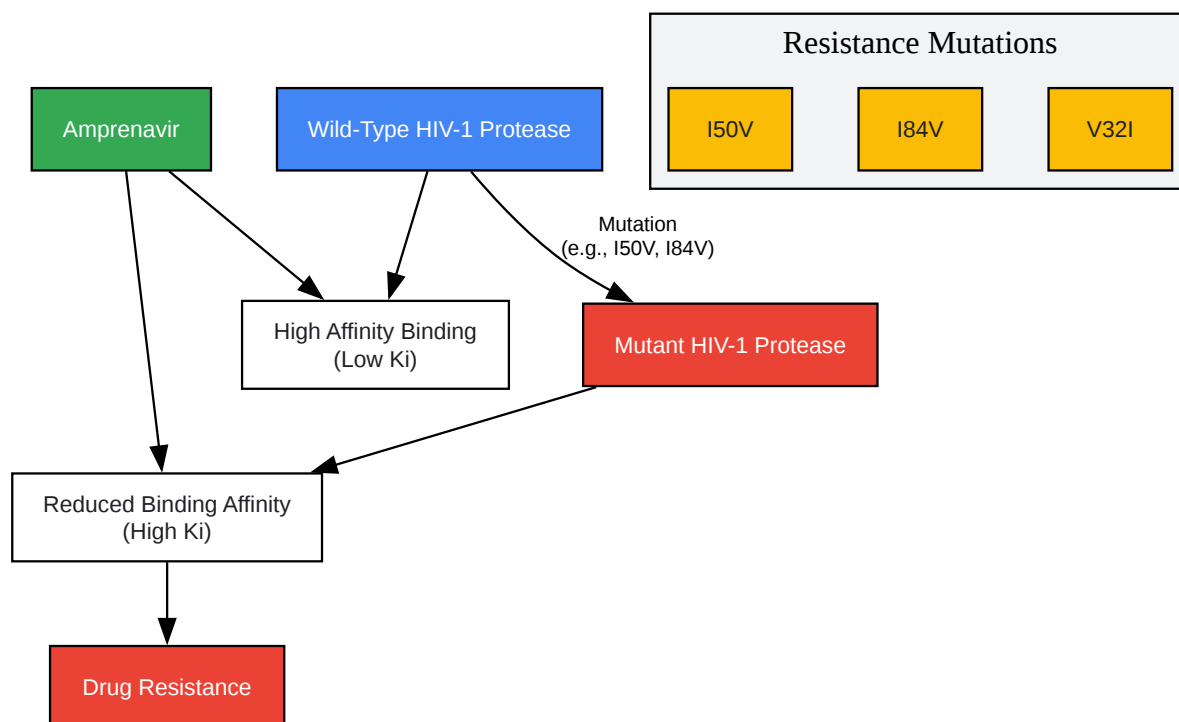 Resistance Mutations
Amprenavir
Wild-Type HIV-1 Protease
I50V
I84V
V32I
Mutation
(e.g., I50V, I84V)
High Affinity Binding
(Low Ki)
Mutant HIV-1 Protease
Reduced Binding Affinity
(High Ki)
Drug Resistance